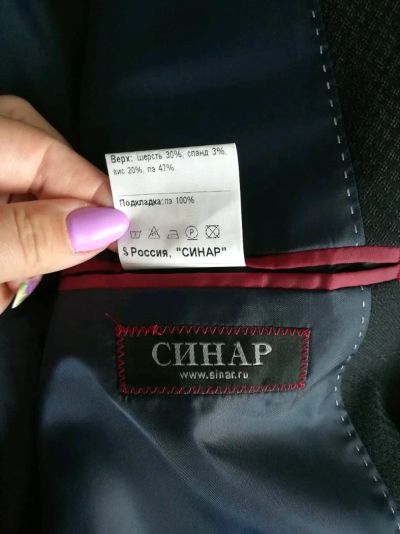 Верх: шерсть 30%, спанд 3%,
вис 20%, пэ 47%
Подкладка: пэ 100%
$ Россия, "СИНАР"
СИНАР
www.sinar.ru